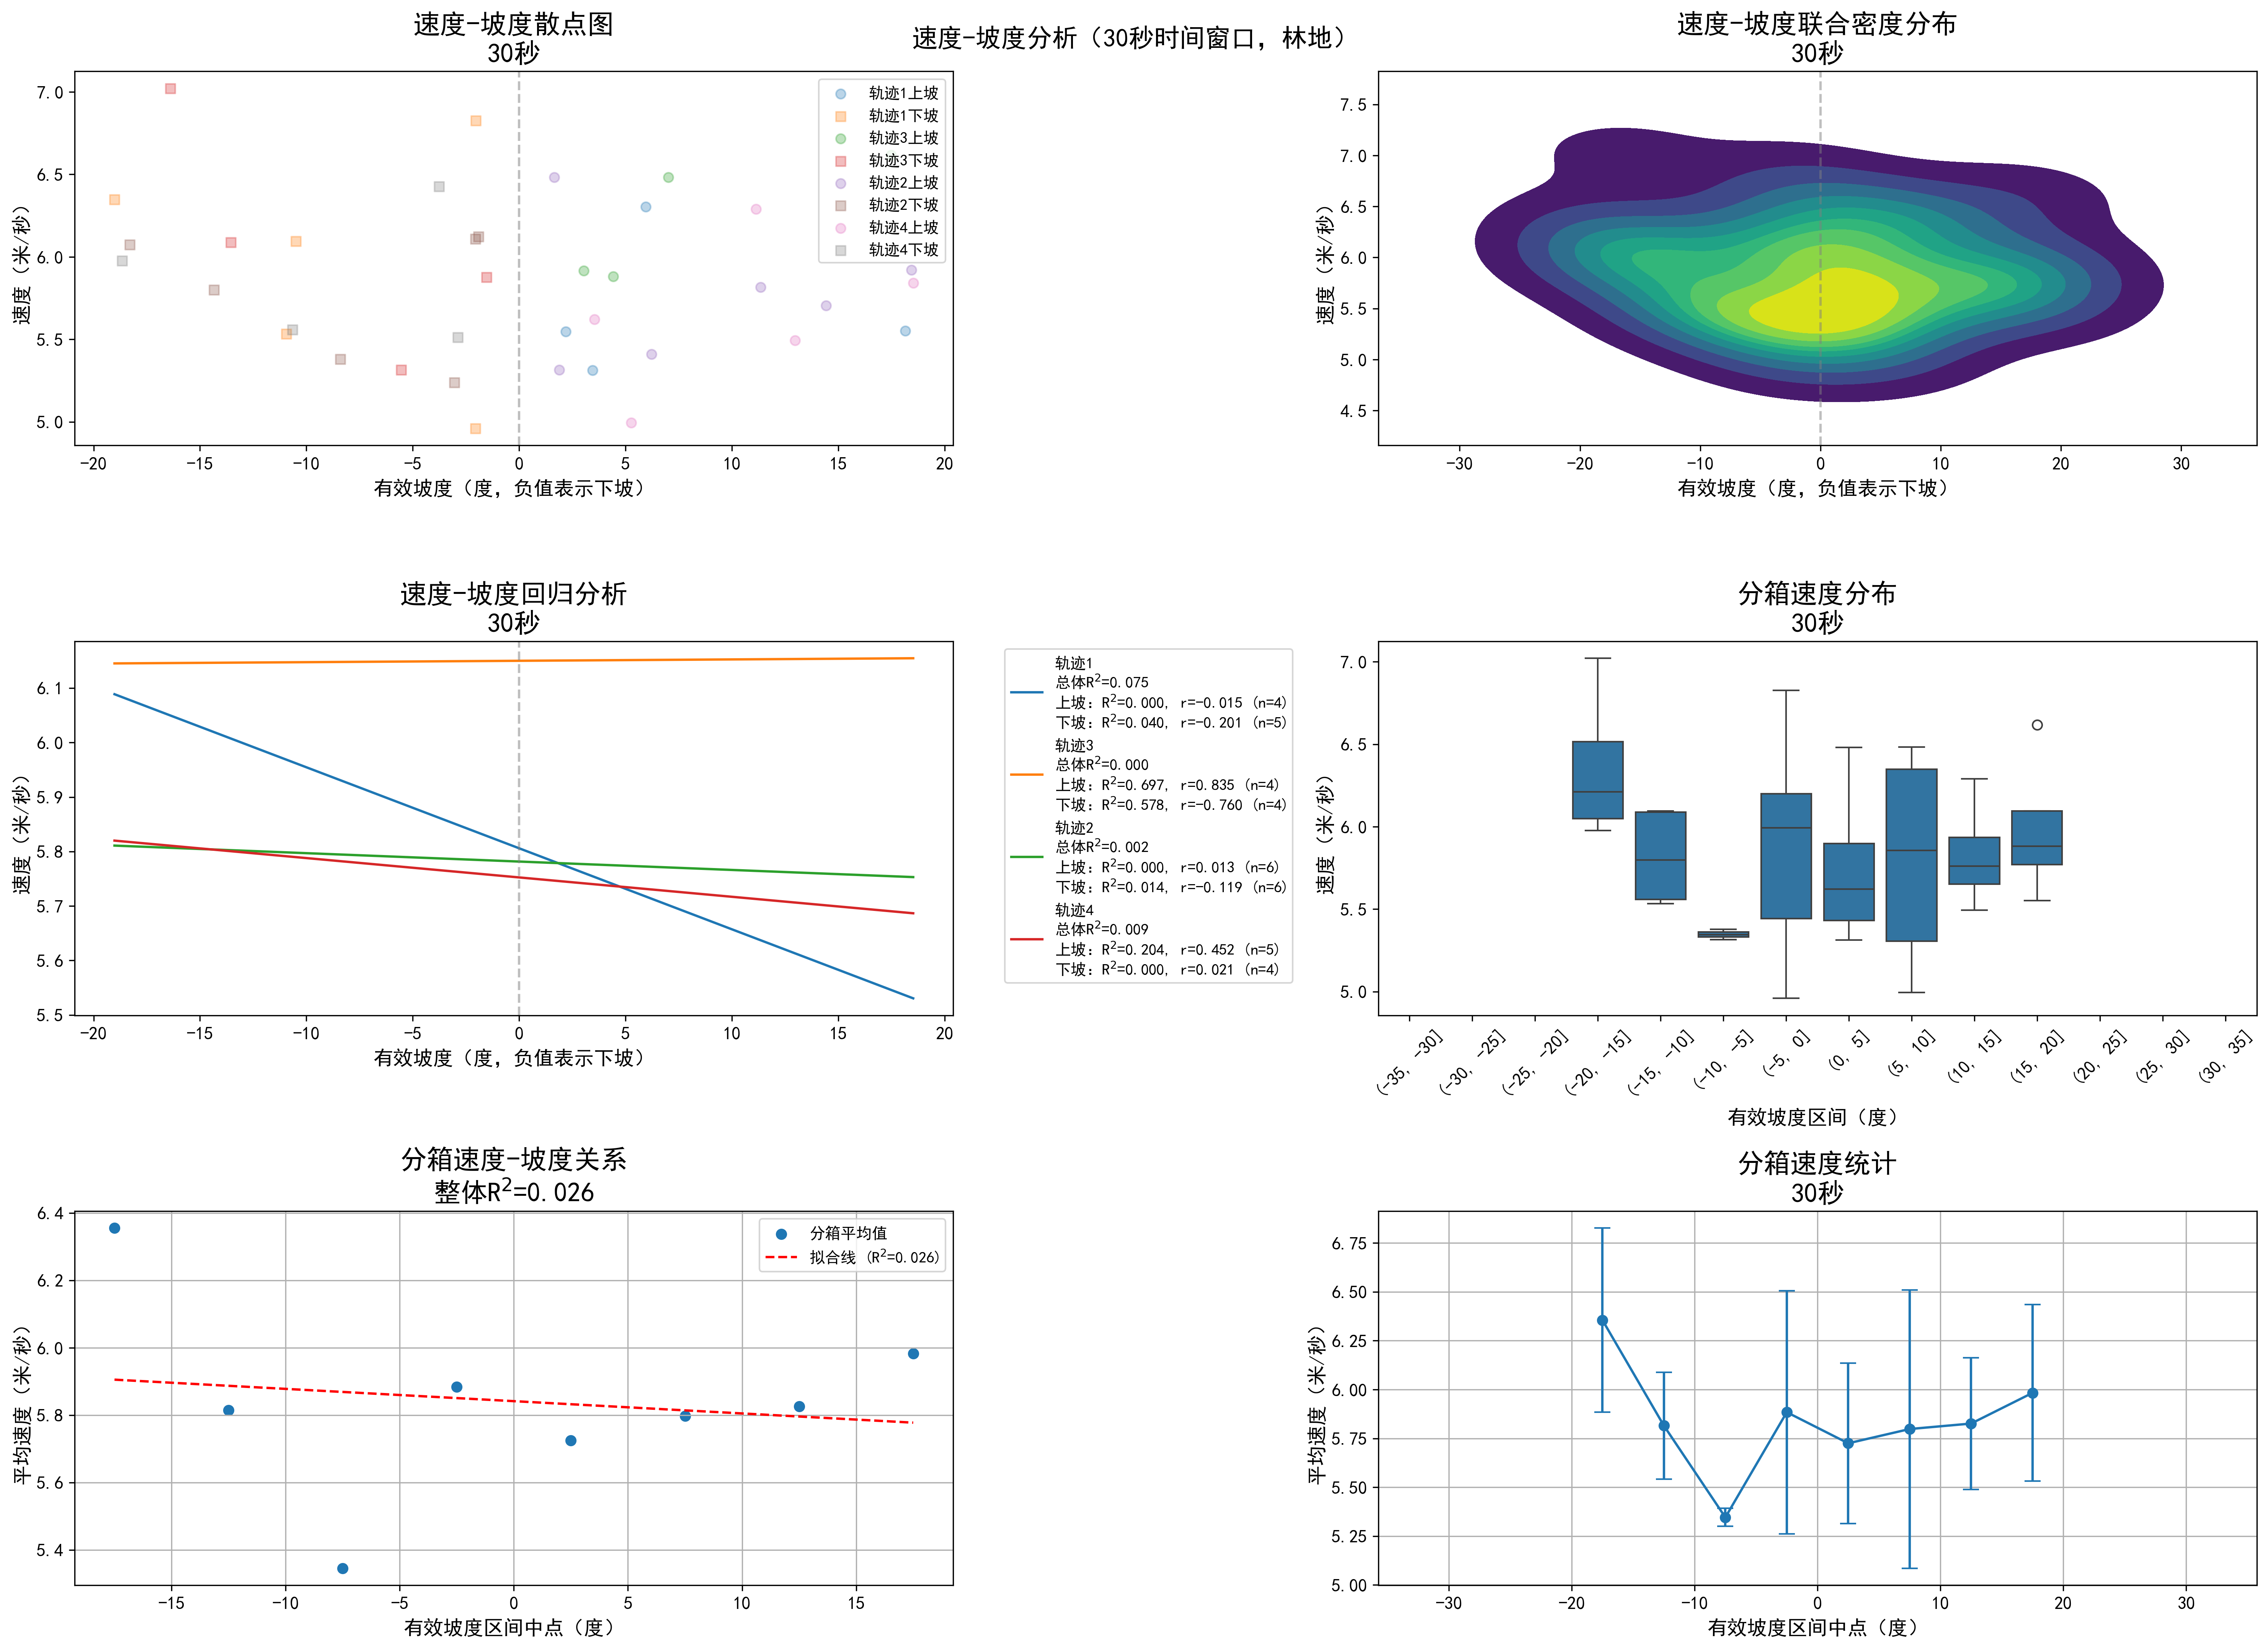 速度-坡度分析（30秒时间窗口，林地）
速度-坡度散点图
30秒
7.0
6.5
6.0
5.5
5.0
速度（米/秒）
轨迹1上坡
轨迹1下坡
轨迹3上坡
轨迹3下坡
轨迹2上坡
轨迹2下坡
轨迹4上坡
轨迹4下坡
−20 −15 −10 −5 0 5 10 15 20
有效坡度（度，负值表示下坡）
速度-坡度联合密度分布
30秒
7.5
7.0
6.5
6.0
5.5
5.0
4.5
速度（米/秒）
−30 −20 −10 0 10 20 30
有效坡度（度，负值表示下坡）
速度-坡度回归分析
30秒
6.1
6.0
5.9
5.8
5.7
5.6
5.5
速度（米/秒）
−20 −15 −10 −5 0 5 10 15 20
有效坡度（度，负值表示下坡）
轨迹1
总体R²=0.075
上坡：R²=0.000, r=-0.015 (n=4)
下坡：R²=0.040, r=-0.201 (n=5)
轨迹3
总体R²=0.000
上坡：R²=0.697, r=0.835 (n=4)
下坡：R²=0.578, r=-0.760 (n=4)
轨迹2
总体R²=0.002
上坡：R²=0.000, r=0.013 (n=6)
下坡：R²=0.014, r=-0.119 (n=6)
轨迹4
总体R²=0.009
上坡：R²=0.204, r=0.452 (n=5)
下坡：R²=0.000, r=0.021 (n=4)
分箱速度分布
30秒
7.0
6.5
6.0
5.5
5.0
速度（米/秒）
(-35, -30] (-30, -25] (-25, -20] (-20, -15] (-15, -10] (-10, -5] (-5, 0] (0, 5] (5, 10] (10, 15] (15, 20] (20, 25] (25, 30] (30, 35]
有效坡度区间（度）
分箱速度-坡度关系
整体R²=0.026
6.4
6.2
6.0
5.8
5.6
5.4
平均速度（米/秒）
分箱平均值
拟合线 (R²=0.026)
−15 −10 −5 0 5 10 15
有效坡度区间中点（度）
分箱速度统计
30秒
6.75
6.50
6.25
6.00
5.75
5.50
5.25
5.00
平均速度（米/秒）
−30 −20 −10 0 10 20 30
有效坡度区间中点（度）